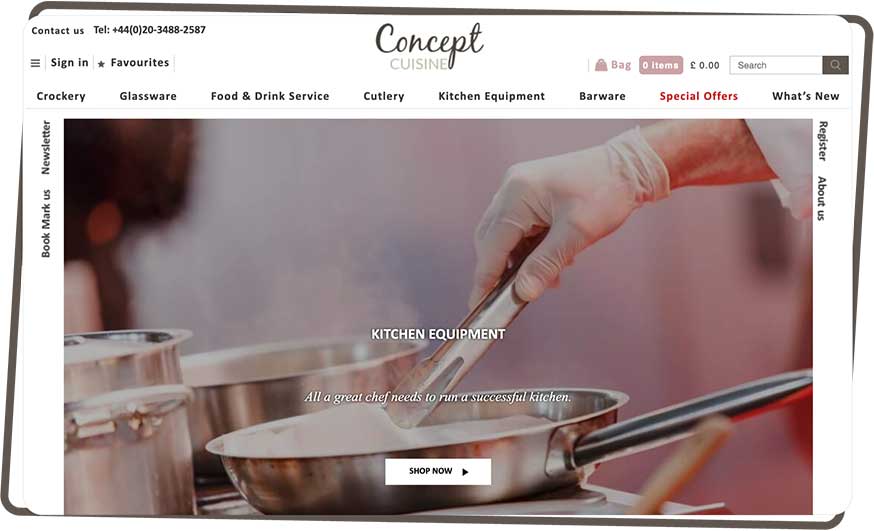 Contact us Tel: +44(0)20-3488-2587
Concept
CUISINE
Sign in Favourites
Bag 0 items £ 0.00 Search
Crockery Glassware Food & Drink Service Cutlery Kitchen Equipment Barware Special Offers What's New
Newsletter
Book Mark us
Register
About us
KITCHEN EQUIPMENT
All a great chef needs to run a successful kitchen.
SHOP NOW